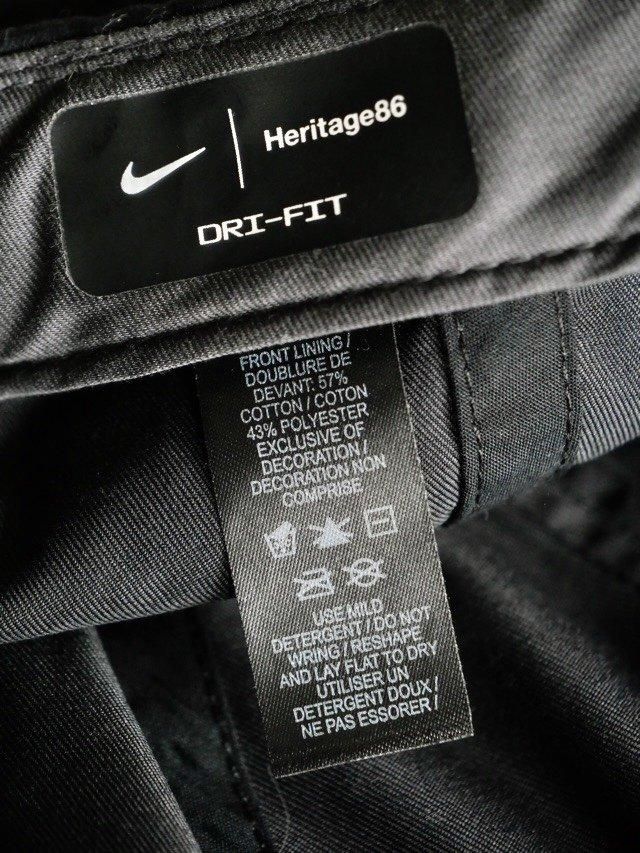 Heritage86
DRI-FIT
FRONT LINING /
DOUBLURE DE
DEVANT: 57%
COTTON / COTON
43% POLYESTER
EXCLUSIVE OF
DECORATION /
DECORATION NON
COMPRISE
USE MILD
DETERGENT / DO NOT
WRING / RESHAPE
AND LAY FLAT TO DRY
UTILISER UN
DETERGENT DOUX /
NE PAS ESSORER /